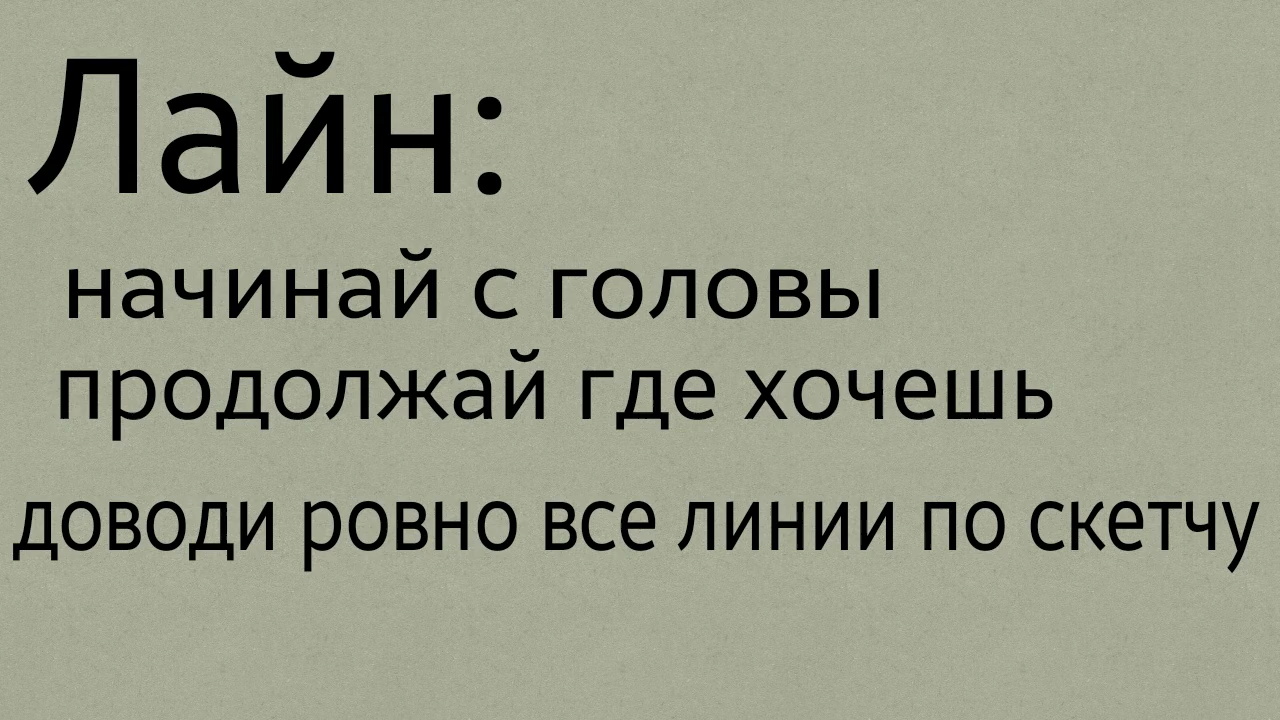 Лайн:
начинай с головы
продолжай где хочешь
доводи ровно все линии по скетчу